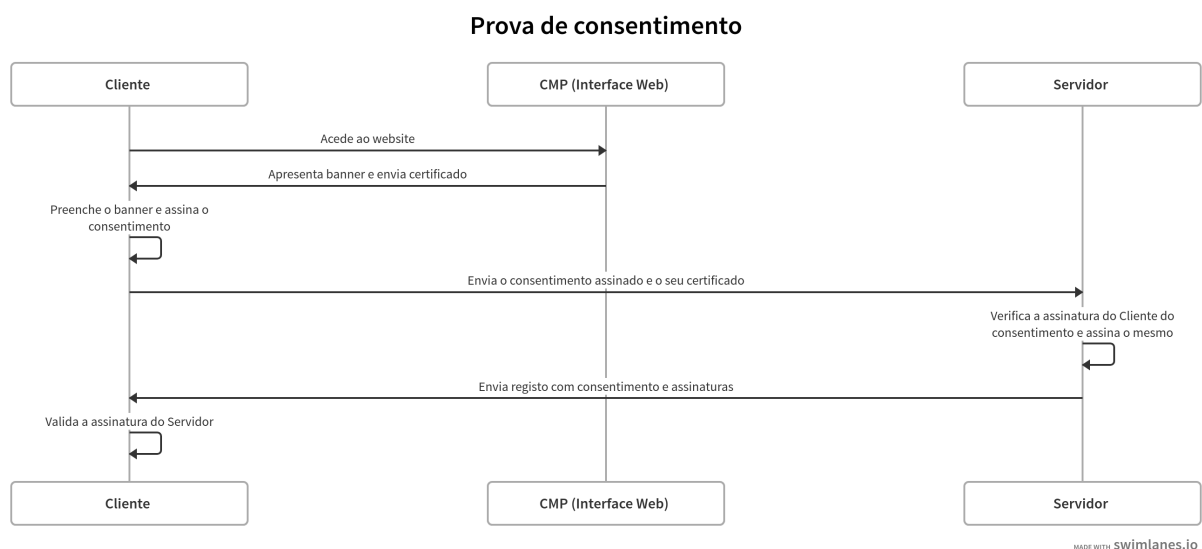 Prova de consentimento
Cliente
CMP (Interface Web)
Servidor
Acede ao website
Apresenta banner e envia certificado
Preenche o banner e assina o
consentimento
Envia o consentimento assinado e o seu certificado
Verifica a assinatura do Cliente do
consentimento e assina o mesmo
Envia registo com consentimento e assinaturas
Valida a assinatura do Servidor
Cliente
CMP (Interface Web)
Servidor
MADE WITH swimlanes.io